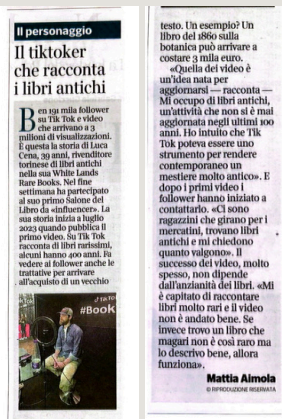 Il personaggio
Il tiktoker
che racconta
i libri antichi
Ben 191 mila follower
su Tik Tok e video
che arrivano a 3
milioni di visualizzazioni.
È questa la storia di Luca
Cena, 39 anni, rivenditore
torinese di libri antichi
nella sua White Lands
Rare Books. Nel fine
settimana ha partecipato
al suo primo Salone del
Libro da «influencer». La
sua storia inizia a luglio
2023 quando pubblica il
primo video. Su Tik Tok
racconta di libri rarissimi,
alcuni hanno 400 anni. Fa
vedere ai follower anche le
trattative per arrivare
all'acquisto di un vecchio
TikTok
#Book
testo. Un esempio? Un
libro del 1860 sulla
botanica può arrivare a
costare 3 mila euro.
«Quella dei video è
un'idea nata per
aggiornarsi — racconta —
Mi occupo di libri antichi,
un'attività che non si è mai
aggiornata negli ultimi 100
anni. Ho intuito che Tik
Tok poteva essere uno
strumento per rendere
contemporaneo un
mestiere molto antico». E
dopo i primi video i
follower hanno iniziato a
contattarlo. «Ci sono
ragazzini che girano per i
mercatini, trovano libri
antichi e mi chiedono
quanto valgono». Il
successo dei video, molto
spesso, non dipende
dall'anzianità dei libri. «Mi
è capitato di raccontare
libri molto rari e il video
non è andato bene. Se
invece trovo un libro che
magari non è così raro ma
lo descrivo bene, allora
funziona».
Mattia Aimola
© RIPRODUZIONE RISERVATA